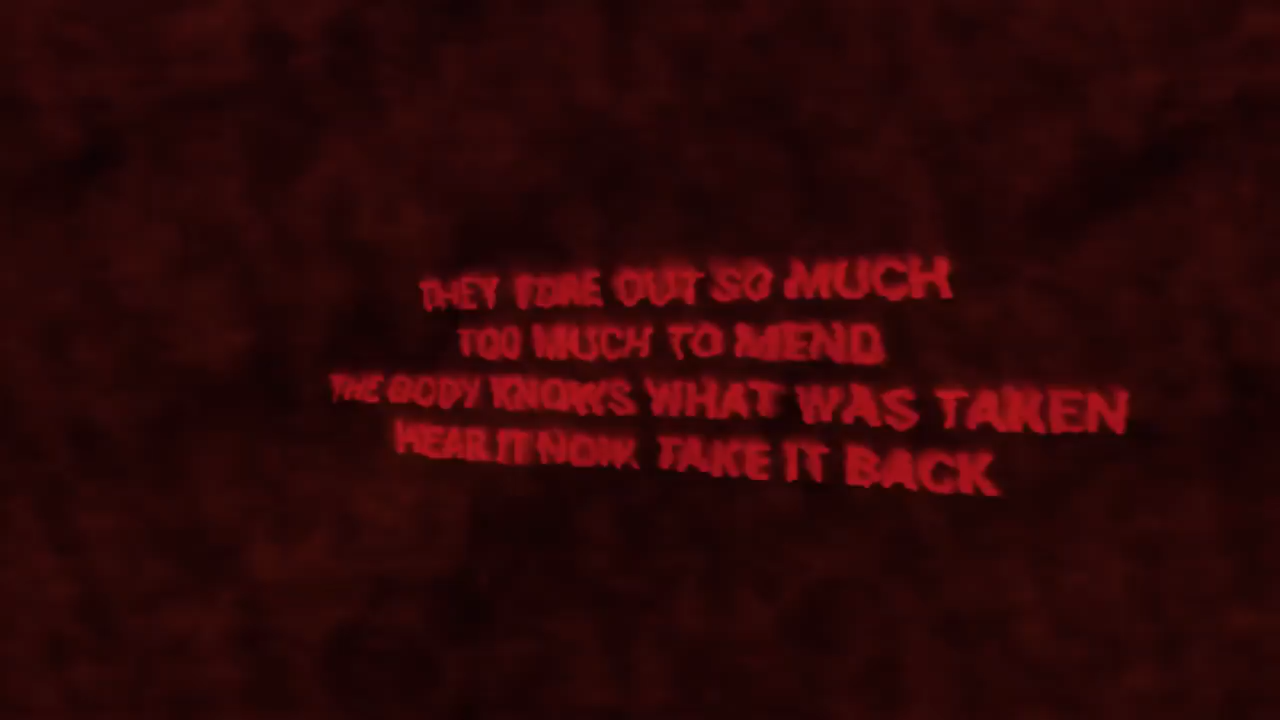 THEY TORE OUT SO MUCH
TOO MUCH TO MEND
THE BODY KNOWS WHAT WAS TAKEN
HEAR IT NOW. TAKE IT BACK